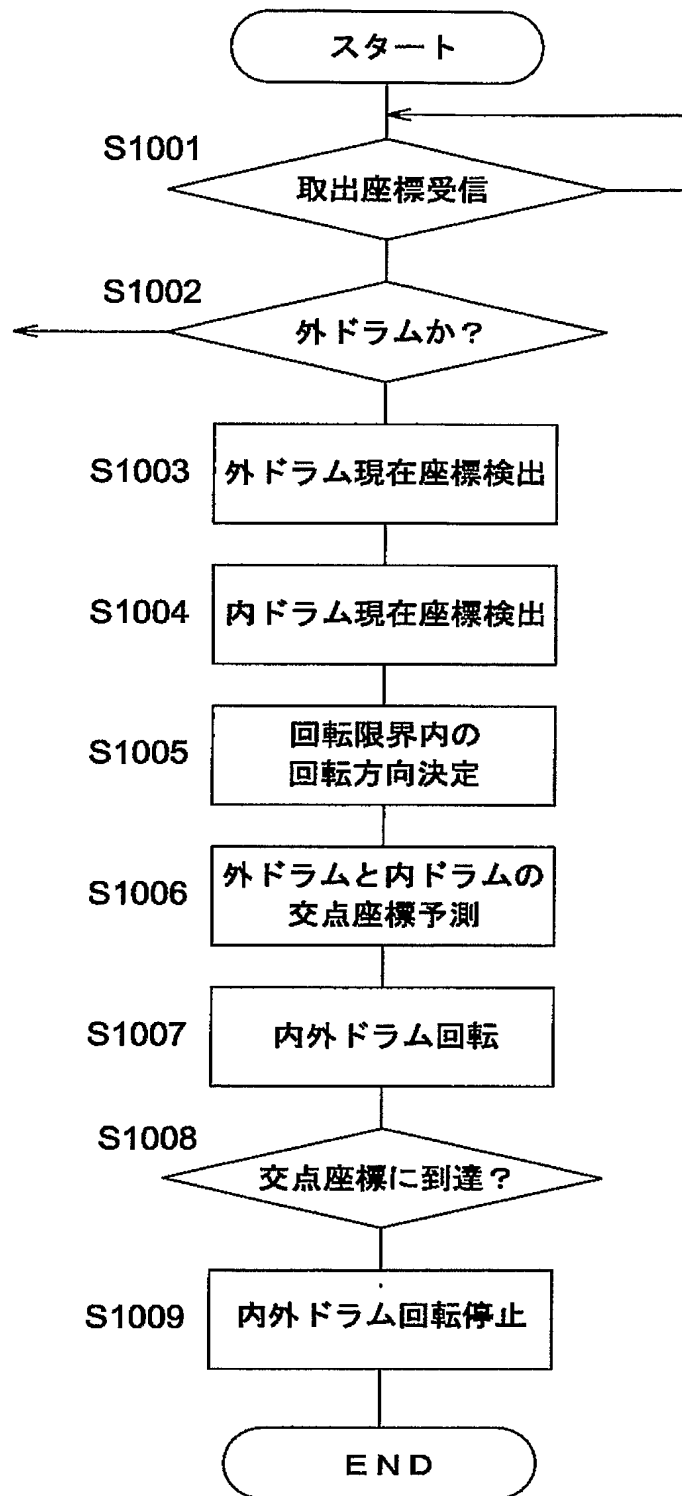 スタート
S1001
取出座標受信
S1002
外ドラムか？
S1003
外ドラム現在座標検出
S1004
内ドラム現在座標検出
S1005
回転限界内の
回転方向決定
S1006
外ドラムと内ドラムの
交点座標予測
S1007
内外ドラム回転
S1008
交点座標に到達？
S1009
内外ドラム回転停止
END